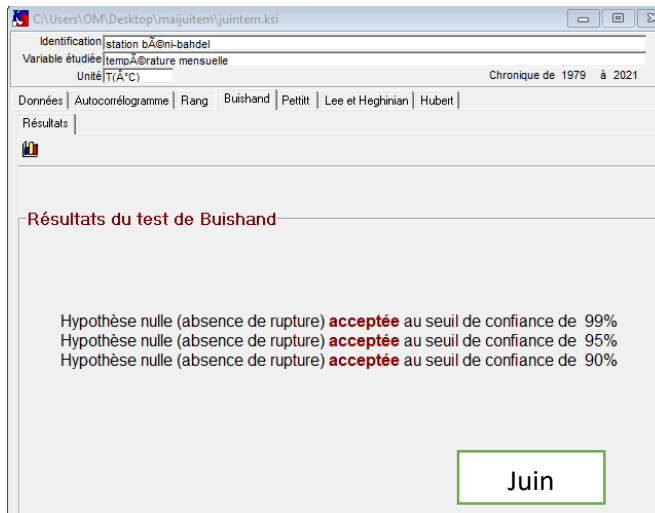 C:\Users\OM\Desktop\maijuitem\juintem.ksi
Identification station bÃ©ni-bahdel
Variable étudiée tempÃ©rature mensuelle
Unité T(Â°C) Chronique de 1979 à 2021
Données Autocorrélogramme Rang Buishand Pettitt Lee et Heghinian Hubert
Résultats
Résultats du test de Buishand
Hypothèse nulle (absence de rupture) acceptée au seuil de confiance de 99%
Hypothèse nulle (absence de rupture) acceptée au seuil de confiance de 95%
Hypothèse nulle (absence de rupture) acceptée au seuil de confiance de 90%
Juin